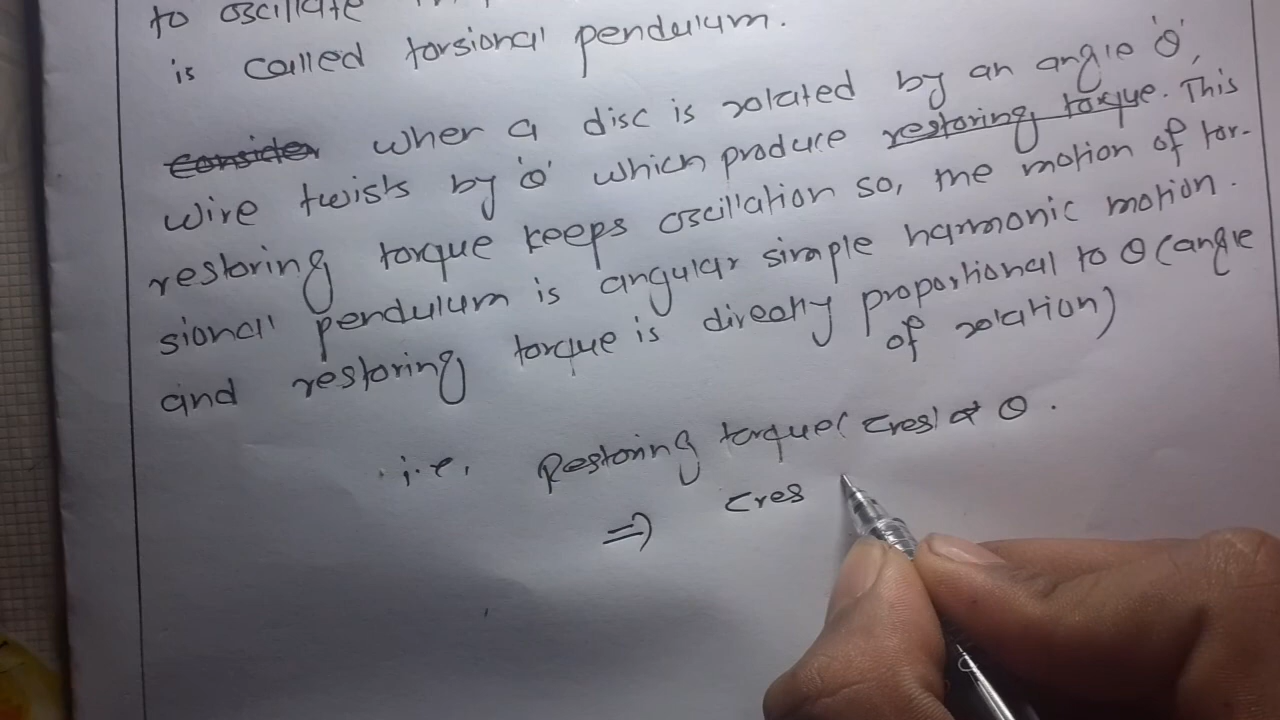 to oscillate
is called torsional pendulum.
when a disc is rotated by an angle 'θ',
wire twists by 'θ' which produce restoring torque. This
restoring torque keeps oscillation so, the motion of tor-
sional pendulum is angular simple harmonic motion.
and restoring torque is directly proportional to θ (angle
of rotation)
i.e. Restoring torque( τres) α θ.
⇒ τres